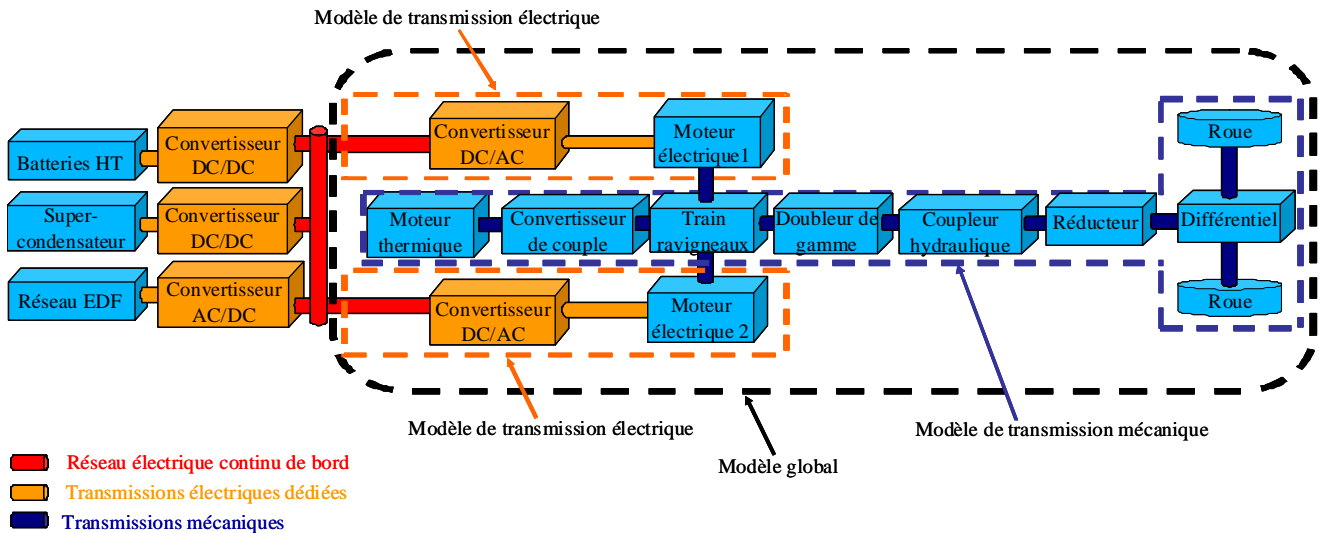 Modèle de transmission électrique
Batteries HT
Convertisseur
DC/DC
Convertisseur
DC/AC
Moteur
électrique1
Roue
Super-
condensateur
Convertisseur
DC/DC
Moteur
thermique
Convertisseur
de couple
Train
ravigneaux
Doubleur de
gamme
Coupleur
hydraulique
Réducteur
Différentiel
Réseau EDF
Convertisseur
AC/DC
Convertisseur
DC/AC
Moteur
électrique 2
Roue
Modèle de transmission électrique
Modèle de transmission mécanique
Modèle global
Réseau électrique continu de bord
Transmissions électriques dédiées
Transmissions mécaniques